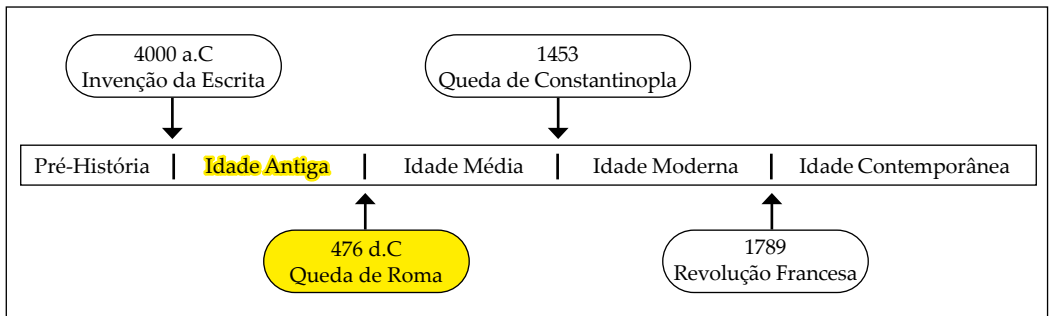 4000 a.C
Invenção da Escrita
1453
Queda de Constantinopla
Pré-História | Idade Antiga | Idade Média | Idade Moderna | Idade Contemporânea
476 d.C
Queda de Roma
1789
Revolução Francesa